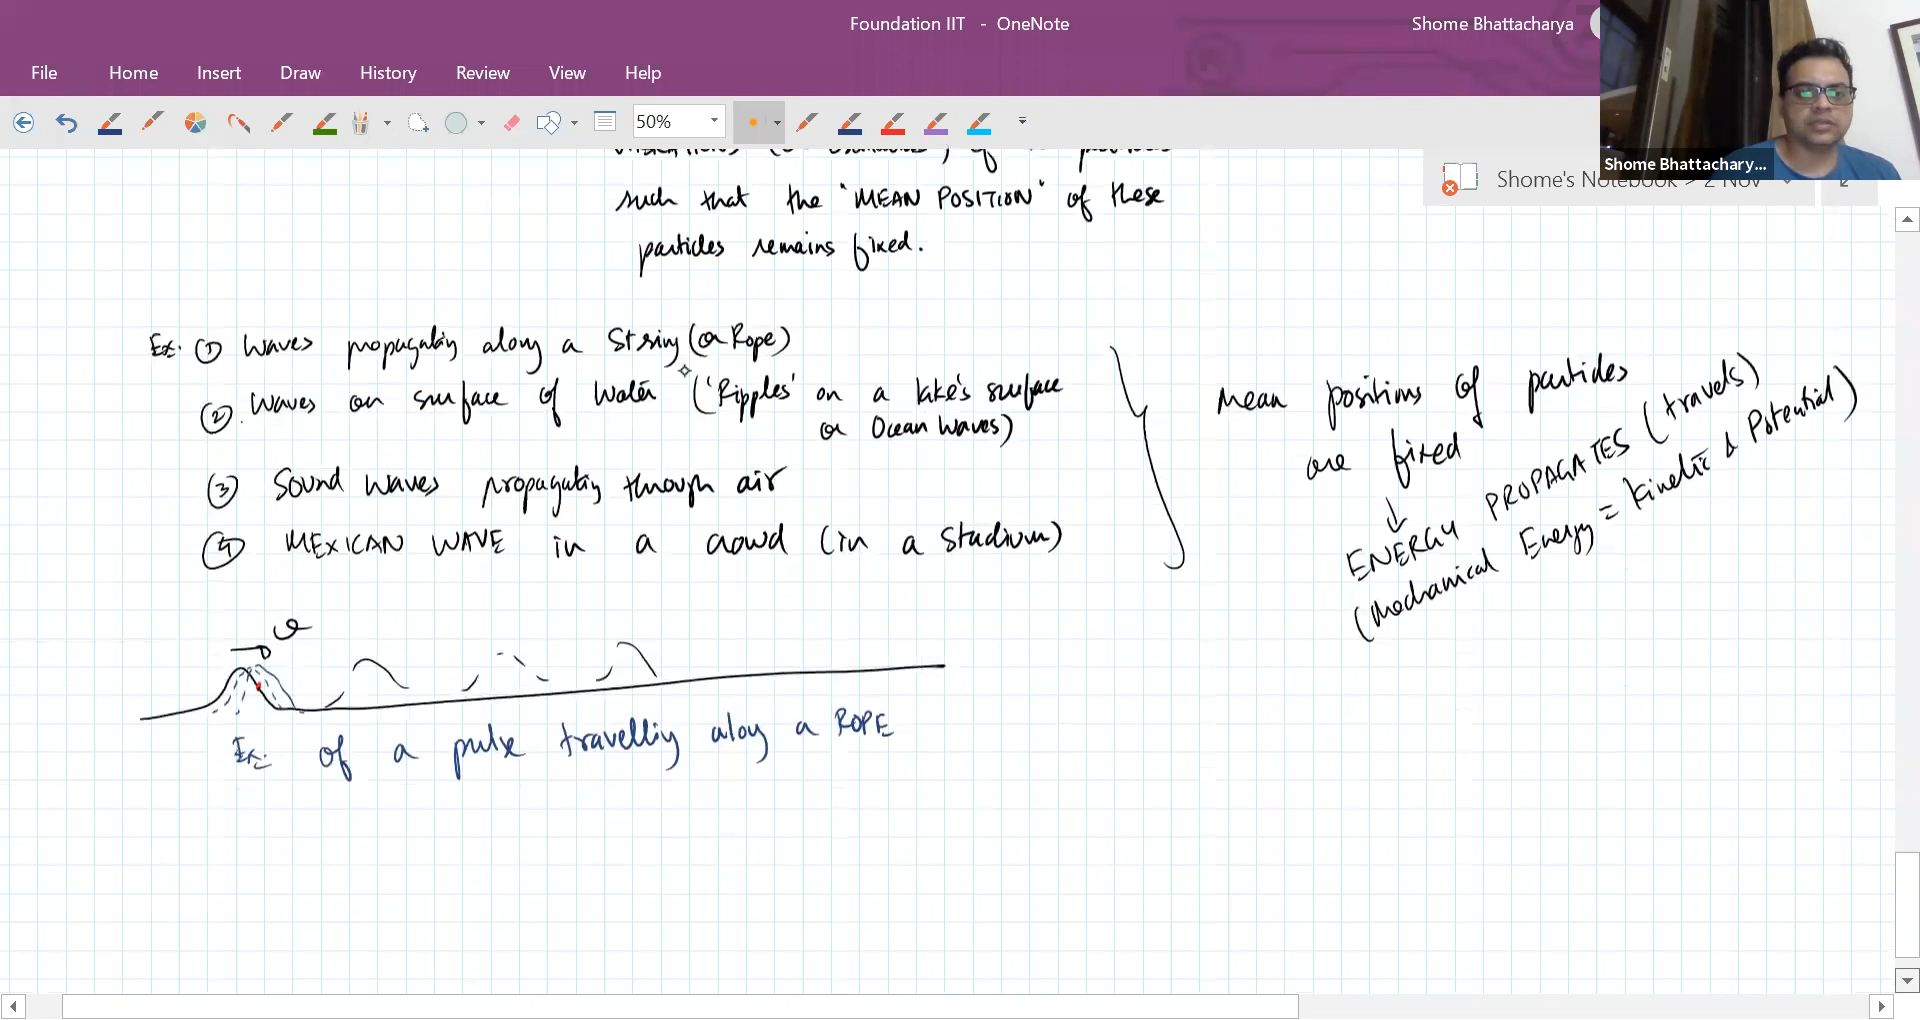 Foundation IIT - OneNote
Shome Bhattacharya
File Home Insert Draw History Review View Help
50%
Shome Bhattachary...
Shome's Notebook > 2 Nov
such that the "MEAN POSITION" of these
particles remains fixed.
Ex. ① Waves propagating along a String (or Rope)
② Waves on surface of Water ('Ripples' on a lake's surface
or Ocean Waves)
③ Sound Waves propagating through air
④ MEXICAN WAVE in a crowd (in a stadium)
Mean positions of particles
are fixed
↓
ENERGY PROPAGATES (travels)
(Mechanical Energy = Kinetic & Potential)
v
Ex. of a pulse travelling along a ROPE